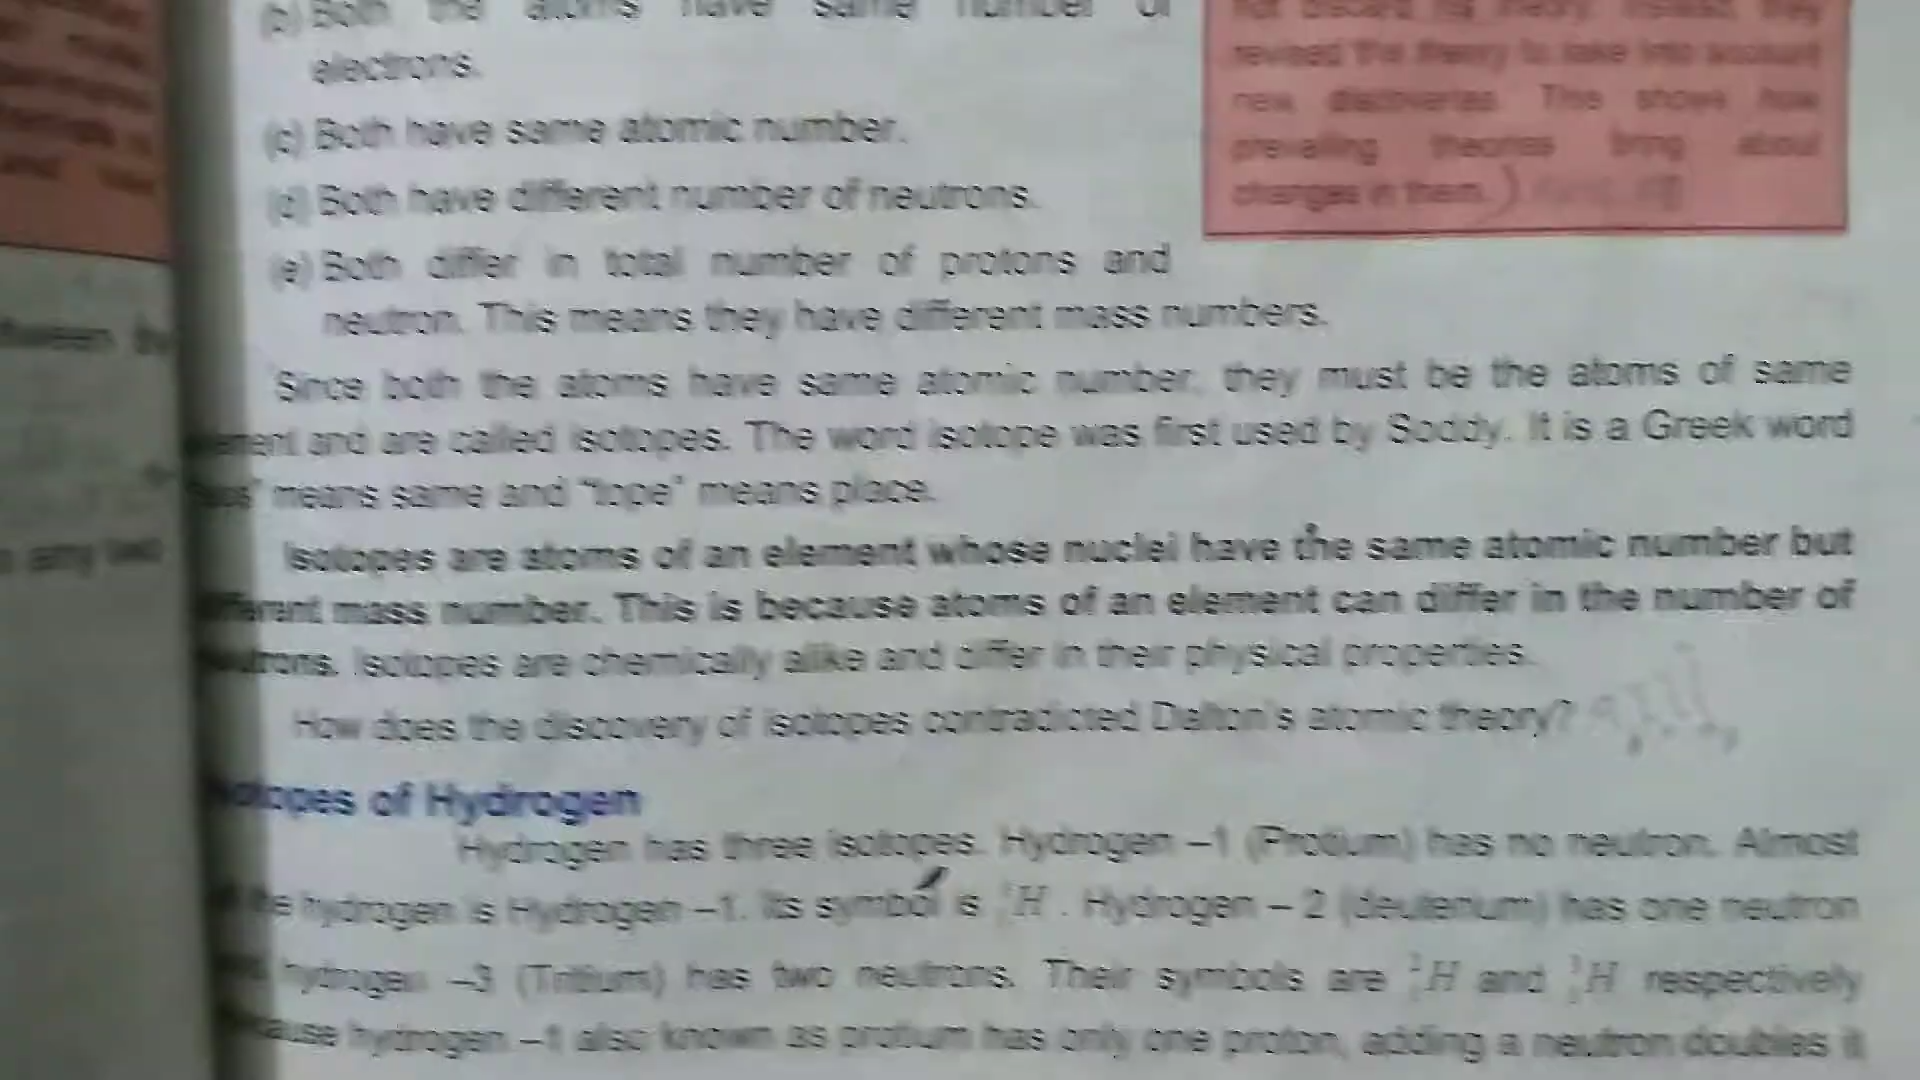 (b) Both the atoms have same number of
electrons.
(c) Both have same atomic number.
(d) Both have different number of neutrons.
(e) Both differ in total number of protons and
neutron. This means they have different mass numbers.
revised the theory to take into account
new discoveries. This shows how
prevailing theories bring about
changes in them.)
Since both the atoms have same atomic number, they must be the atoms of same
and are called isotopes. The word isotope was first used by Soddy. It is a Greek word
means same and "tope" means place.
Isotopes are atoms of an element whose nuclei have the same atomic number but
mass number. This is because atoms of an element can differ in the number of
Isotopes are chemically alike and differ in their physical properties.
How does the discovery of isotopes contradicted Dalton's atomic theory?
of Hydrogen
Hydrogen has three isotopes. Hydrogen –1 (Protium) has no neutron. Almost
hydrogen is Hydrogen –1. Its symbol is H . Hydrogen – 2 (deuterium) has one neutron
hydrogen –3 (Tritium) has two neutrons. Their symbols are H and H respectively
hydrogen –1 also known as protium has only one proton, adding a neutron doubles